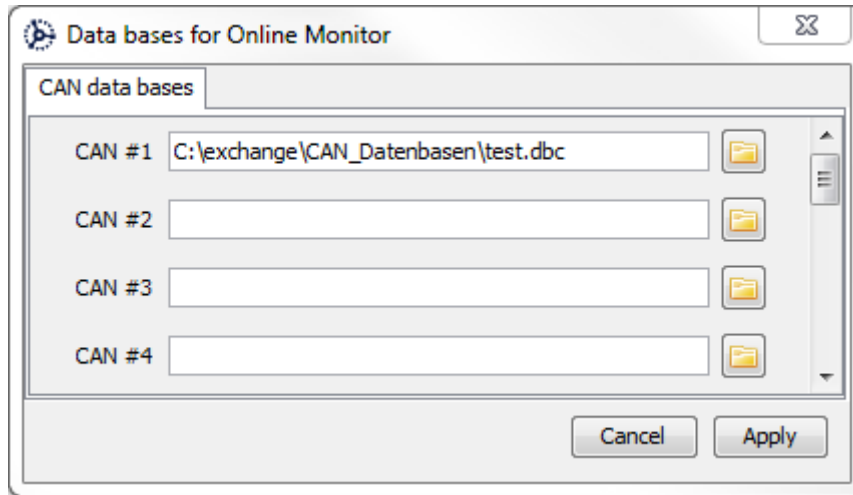 Data bases for Online Monitor
CAN data bases
CAN #1 C:\exchange\CAN_Datenbasen\test.dbc
CAN #2
CAN #3
CAN #4
Cancel Apply